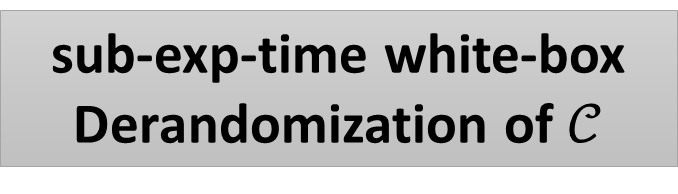 sub-exp-time white-box
Derandomization of 𝒞